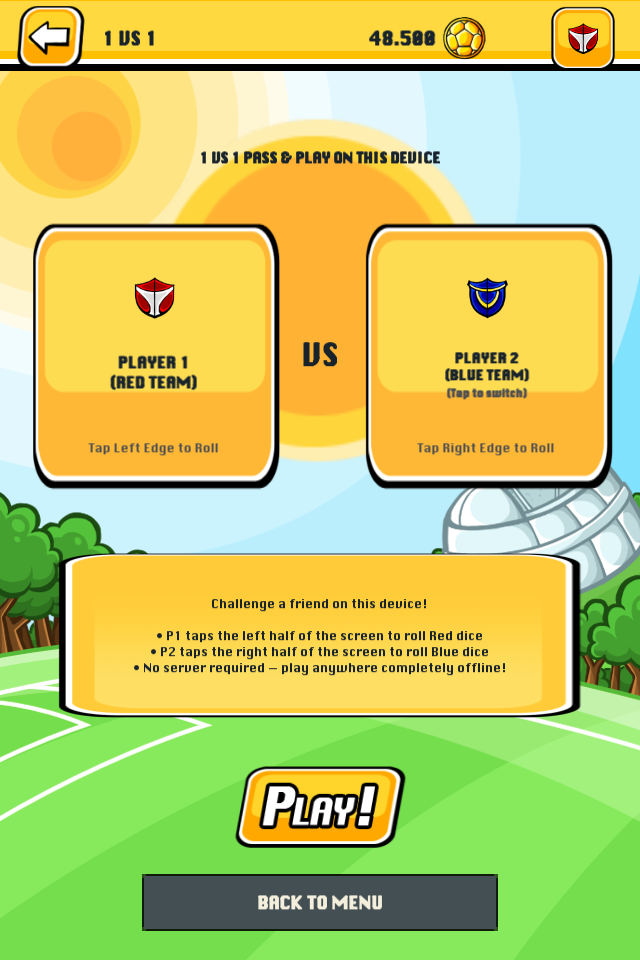 1 VS 1
48.500
1 VS 1 PASS & PLAY ON THIS DEVICE
PLAYER 1
(RED TEAM)
Tap Left Edge to Roll
VS
PLAYER 2
(BLUE TEAM)
(Tap to switch)
Tap Right Edge to Roll
Challenge a friend on this device!
• P1 taps the left half of the screen to roll Red dice
• P2 taps the right half of the screen to roll Blue dice
• No server required – play anywhere completely offline!
PLAY!
BACK TO MENU